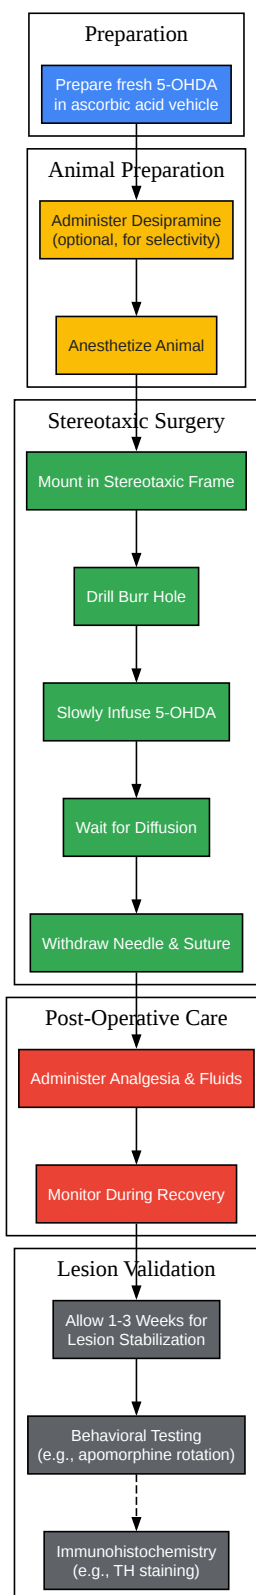 Preparation
Prepare fresh 5-OHDA
in ascorbic acid vehicle
Animal Preparation
Administer Desipramine
(optional, for selectivity)
Anesthetize Animal
Stereotaxic Surgery
Mount in Stereotaxic Frame
Drill Burr Hole
Slowly Infuse 5-OHDA
Wait for Diffusion
Withdraw Needle & Suture
Post-Operative Care
Administer Analgesia & Fluids
Monitor During Recovery
Lesion Validation
Allow 1-3 Weeks for
Lesion Stabilization
Behavioral Testing
(e.g., apomorphine rotation)
Immunohistochemistry
(e.g., TH staining)